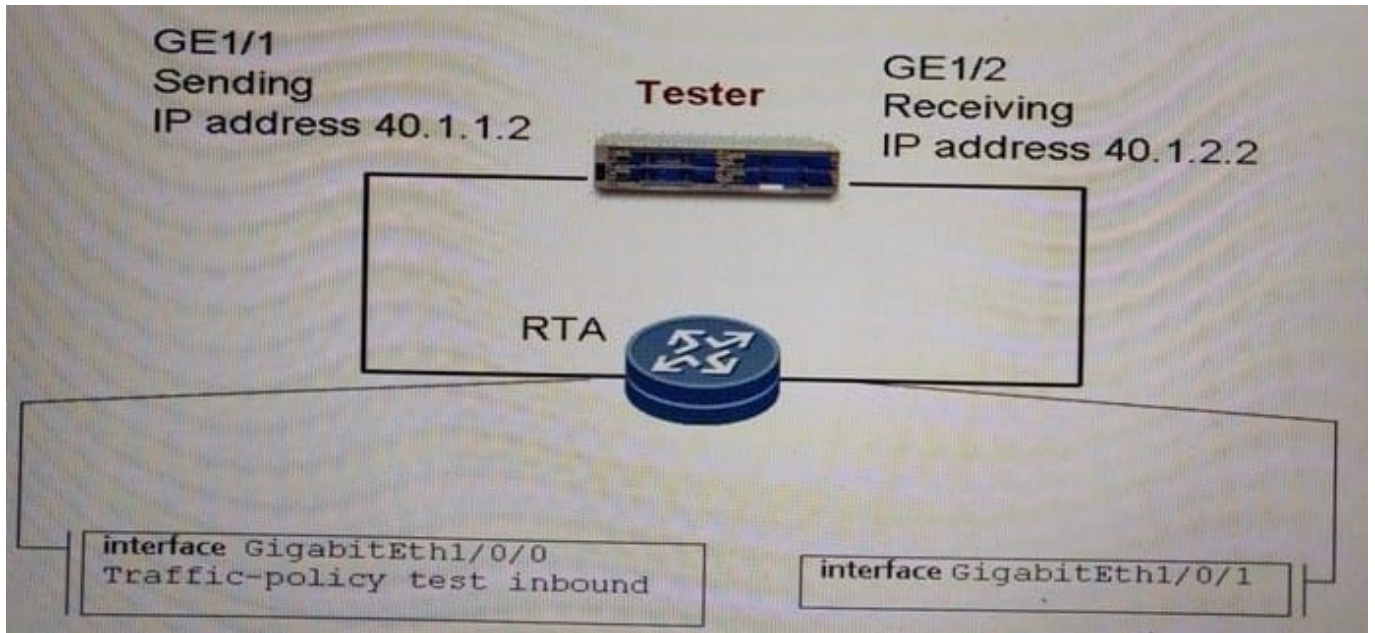 GE1/1
Sending
IP address 40.1.1.2
Tester
GE1/2
Receiving
IP address 40.1.2.2
RTA
interface GigabitEth1/0/0
Traffic-policy test inbound
interface GigabitEth1/0/1